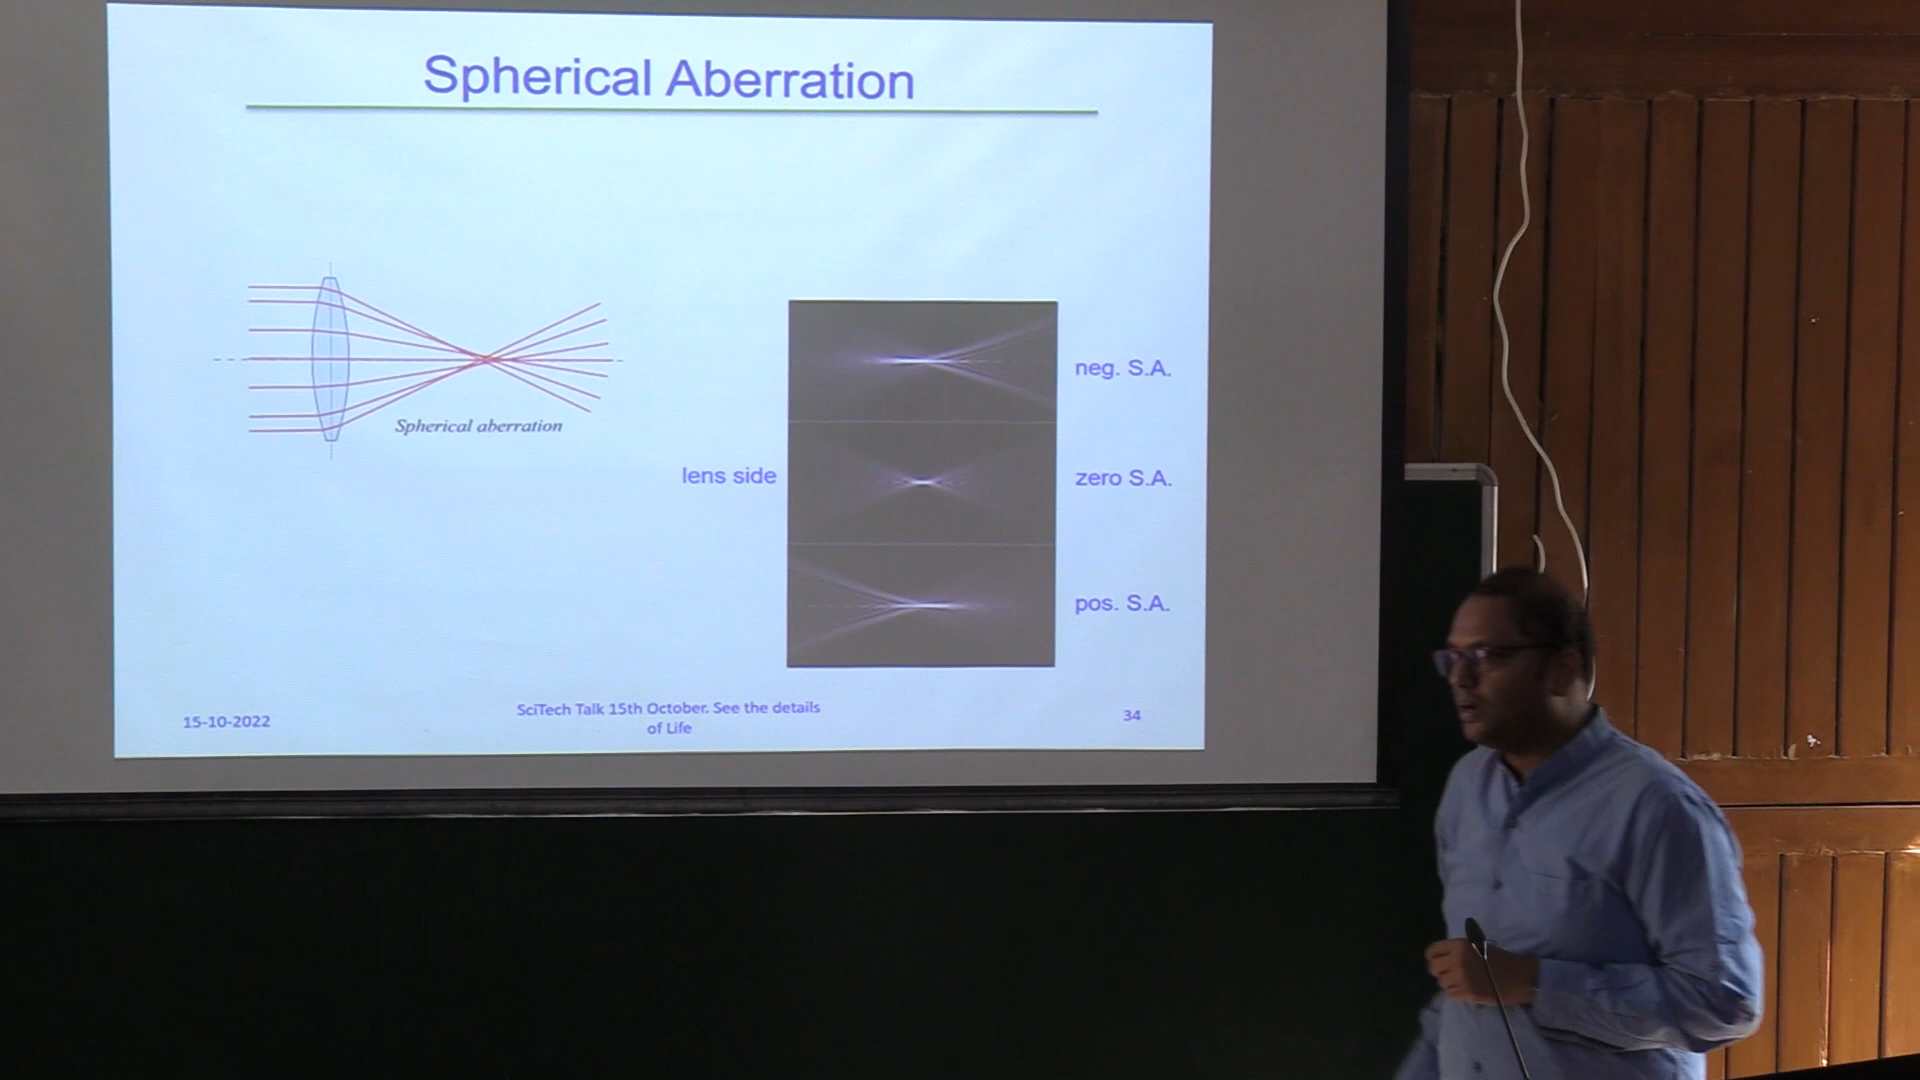 Spherical Aberration
Spherical aberration
lens side
neg. S.A.
zero S.A.
pos. S.A.
15-10-2022
SciTech Talk 15th October. See the details
of Life
34